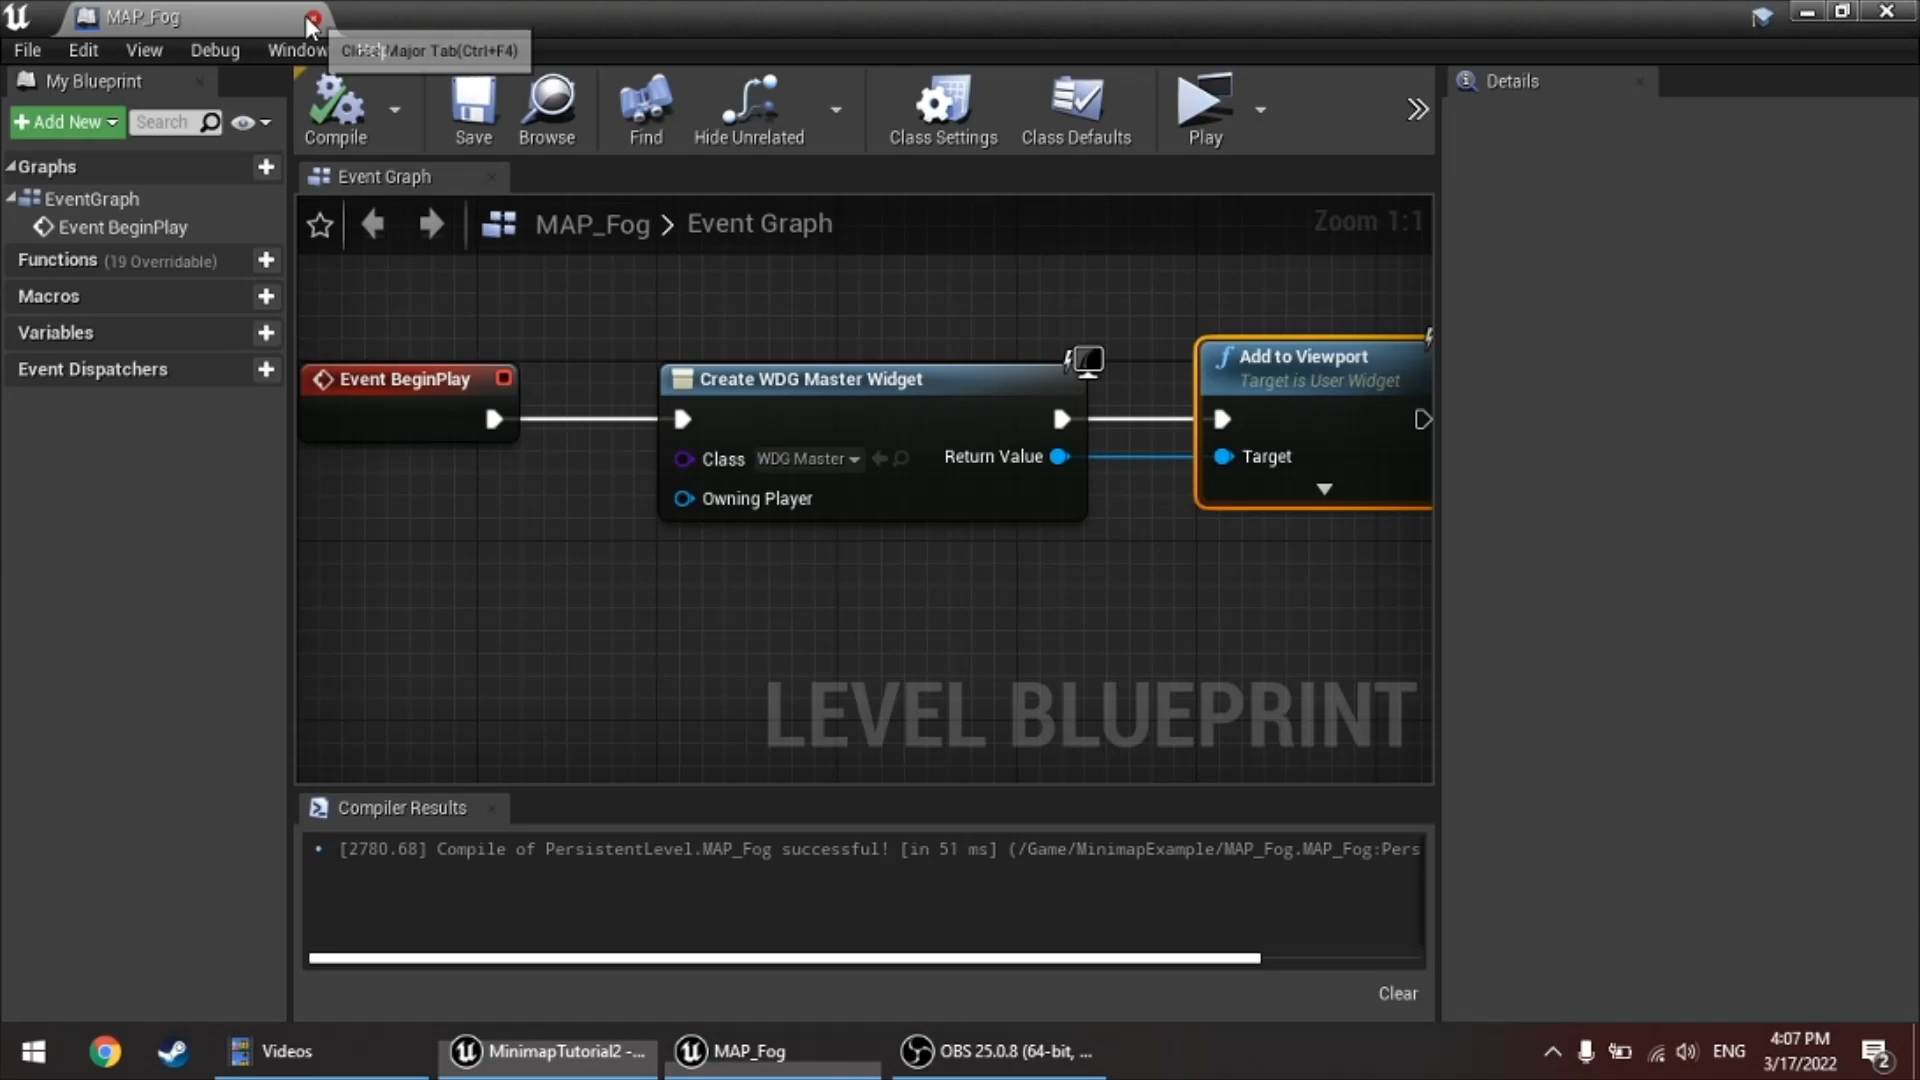 MAP_Fog
File
Edit
View
Debug
Window
Close Major Tab(Ctrl+F4)
My Blueprint
Add New
Search
Graphs
EventGraph
Event BeginPlay
Functions (19 Overridable)
Macros
Variables
Event Dispatchers
Compile
Save
Browse
Find
Hide Unrelated
Class Settings
Class Defaults
Play
Details
Event Graph
MAP_Fog > Event Graph
Zoom 1:1
Event BeginPlay
Create WDG Master Widget
Class WDG Master
Return Value
Owning Player
Add to Viewport
Target is User Widget
Target
LEVEL BLUEPRINT
Compiler Results
• [2780.68] Compile of PersistentLevel.MAP_Fog successful! [in 51 ms] (/Game/MinimapExample/MAP_Fog.MAP_Fog:Pers
Clear
Videos
MinimapTutorial2 -...
MAP_Fog
OBS 25.0.8 (64-bit, ...
ENG
4:07 PM
3/17/2022
2